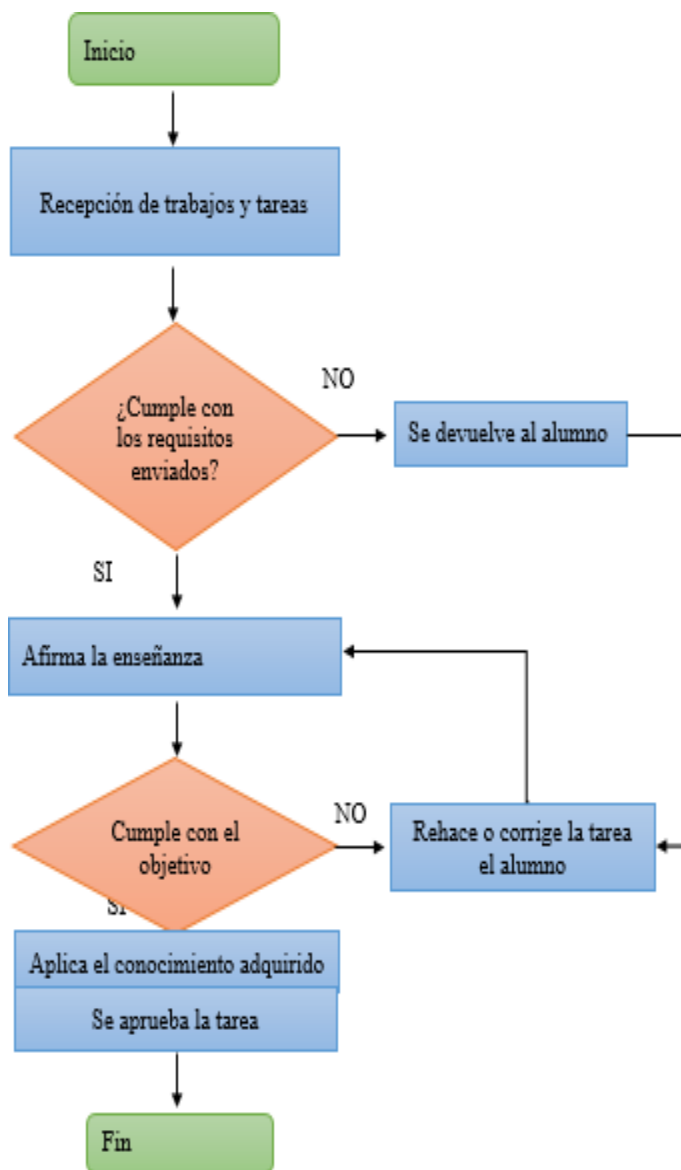 Inicio
Recepción de trabajos y tareas
¿Cumple con
los requisitos
enviados?
NO
Se devuelve al alumno
SI
Afirma la enseñanza
Cumple con el
objetivo
NO
Rehace o corrige la tarea
el alumno
SI
Aplica el conocimiento adquirido
Se aprueba la tarea
Fin